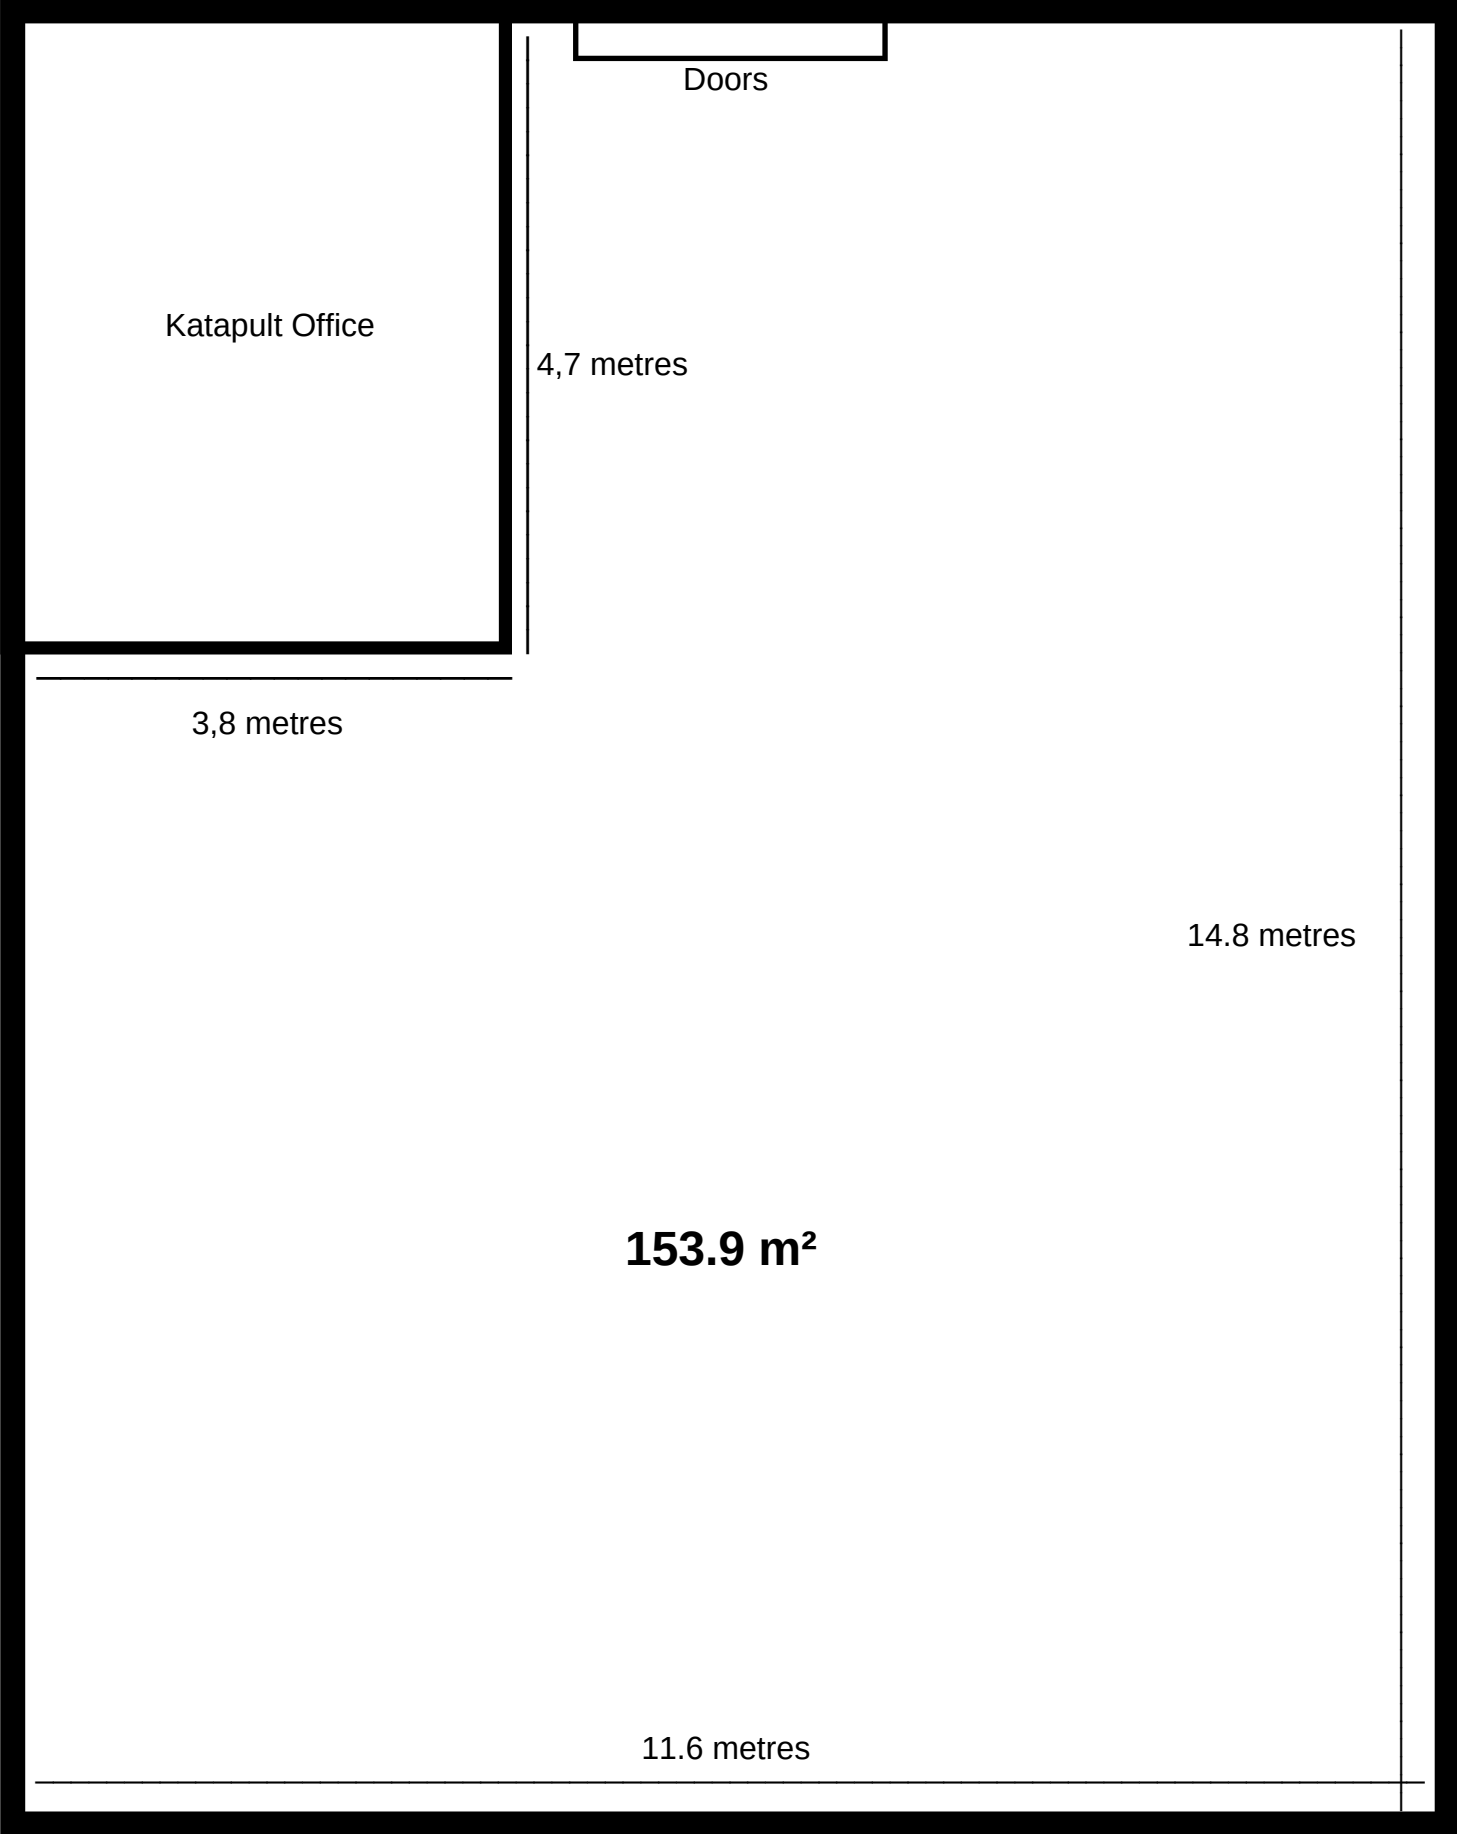 Doors
Katapult Office
4,7 metres
3,8 metres
14.8 metres
153.9 m²
11.6 metres